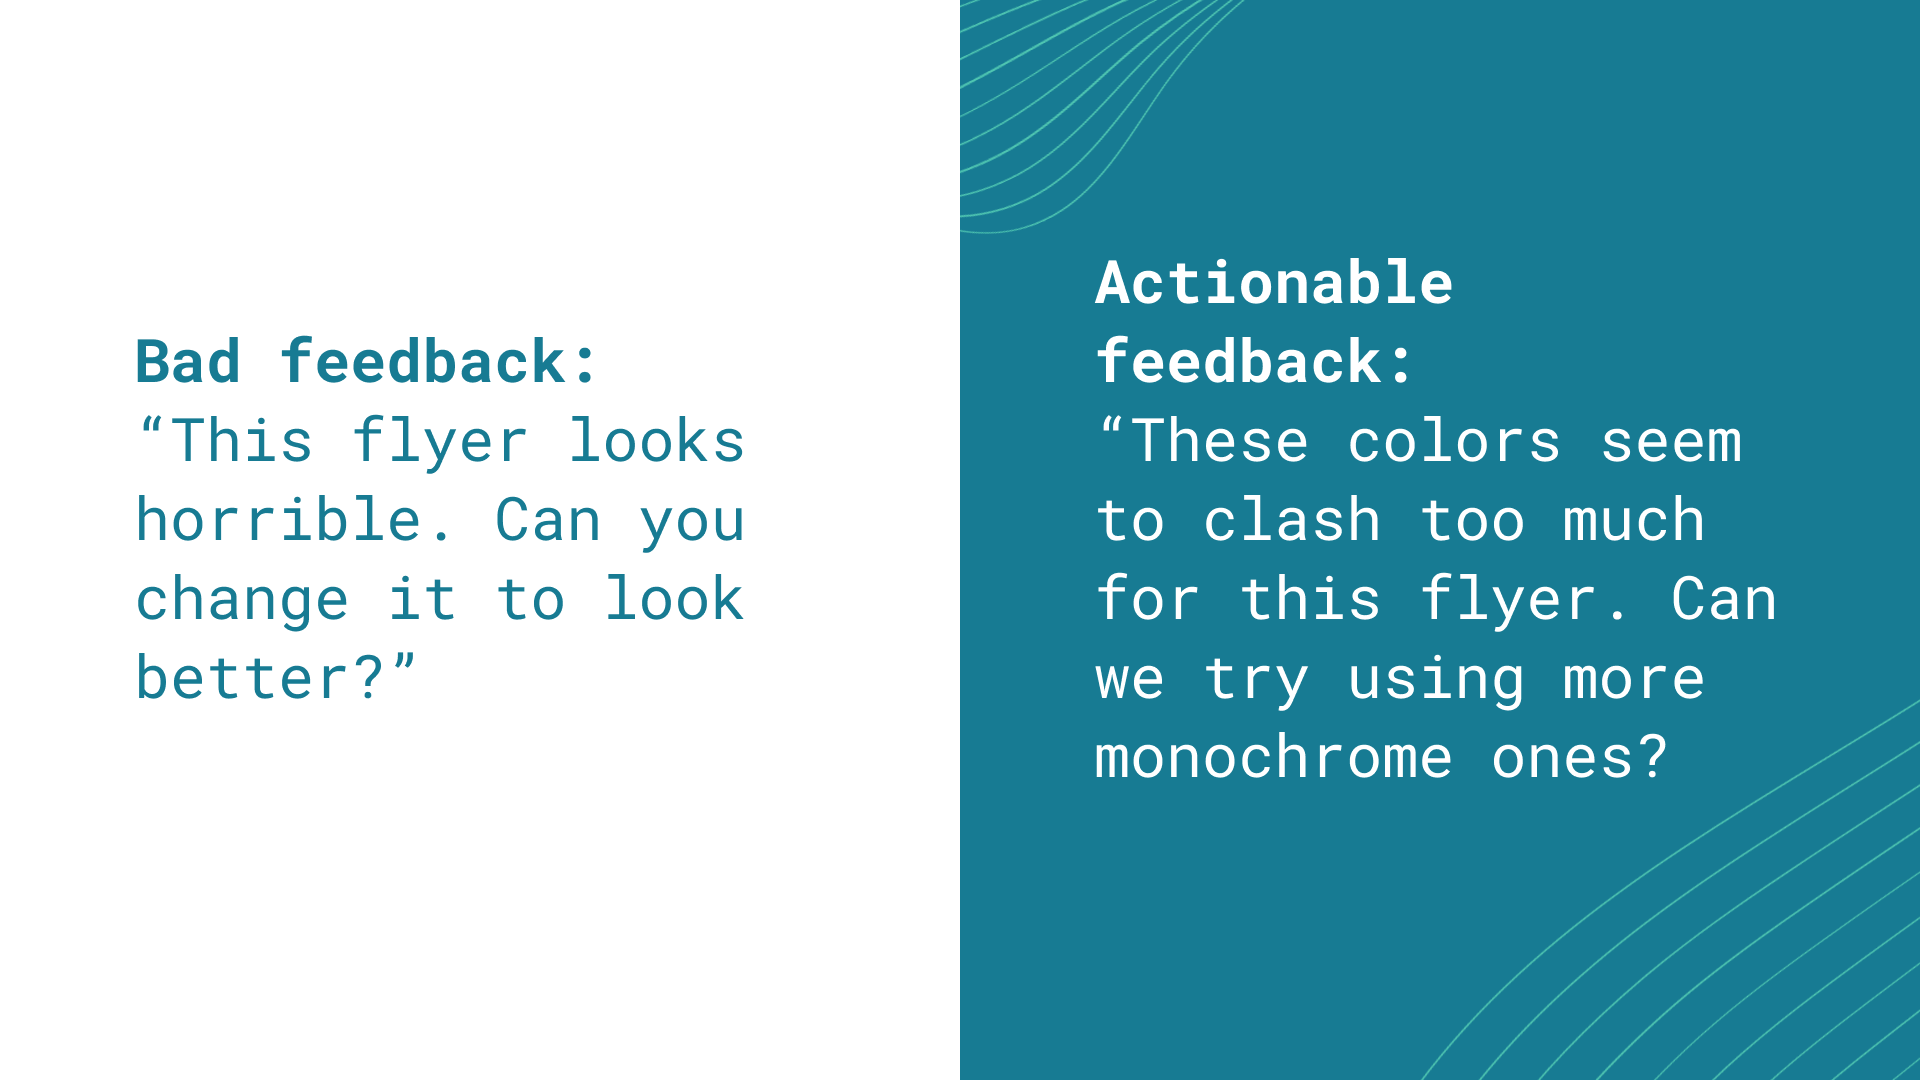 Bad feedback:
“This flyer looks
horrible. Can you
change it to look
better?”
Actionable
feedback:
“These colors seem
to clash too much
for this flyer. Can
we try using more
monochrome ones?